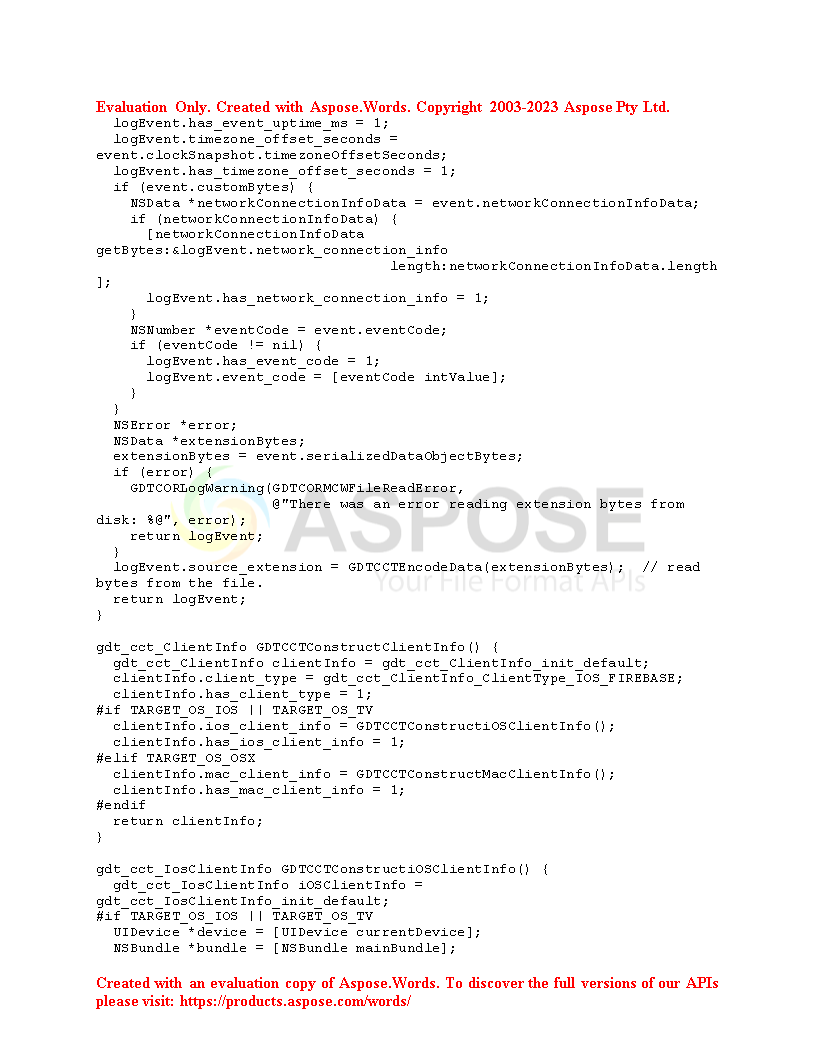 Evaluation Only. Created with Aspose.Words. Copyright 2003-2023 Aspose Pty Ltd.
  logEvent.has_event_uptime_ms = 1;
  logEvent.timezone_offset_seconds =
event.clockSnapshot.timezoneOffsetSeconds;
  logEvent.has_timezone_offset_seconds = 1;
  if (event.customBytes) {
    NSData *networkConnectionInfoData = event.networkConnectionInfoData;
    if (networkConnectionInfoData) {
      [networkConnectionInfoData
getBytes:&logEvent.network_connection_info
                                   length:networkConnectionInfoData.length
];
      logEvent.has_network_connection_info = 1;
    }
    NSNumber *eventCode = event.eventCode;
    if (eventCode != nil) {
      logEvent.has_event_code = 1;
      logEvent.event_code = [eventCode intValue];
    }
  }
  NSError *error;
  NSData *extensionBytes;
  extensionBytes = event.serializedDataObjectBytes;
  if (error) {
    GDTCORLogWarning(GDTCORMCWFileReadError,
                     @"There was an error reading extension bytes from
disk: %@", error);
    return logEvent;
  }
  logEvent.source_extension = GDTCCTEncodeData(extensionBytes);  // read
bytes from the file.
  return logEvent;
}
ASPOSE
Your File Format APIs

gdt_cct_ClientInfo GDTCCTConstructClientInfo() {
  gdt_cct_ClientInfo clientInfo = gdt_cct_ClientInfo_init_default;
  clientInfo.client_type = gdt_cct_ClientInfo_ClientType_IOS_FIREBASE;
  clientInfo.has_client_type = 1;
#if TARGET_OS_IOS || TARGET_OS_TV
  clientInfo.ios_client_info = GDTCCTConstructiOSClientInfo();
  clientInfo.has_ios_client_info = 1;
#elif TARGET_OS_OSX
  clientInfo.mac_client_info = GDTCCTConstructMacClientInfo();
  clientInfo.has_mac_client_info = 1;
#endif
  return clientInfo;
}

gdt_cct_IosClientInfo GDTCCTConstructiOSClientInfo() {
  gdt_cct_IosClientInfo iOSClientInfo =
gdt_cct_IosClientInfo_init_default;
#if TARGET_OS_IOS || TARGET_OS_TV
  UIDevice *device = [UIDevice currentDevice];
  NSBundle *bundle = [NSBundle mainBundle];
Created with an evaluation copy of Aspose.Words. To discover the full versions of our APIs
please visit: https://products.aspose.com/words/